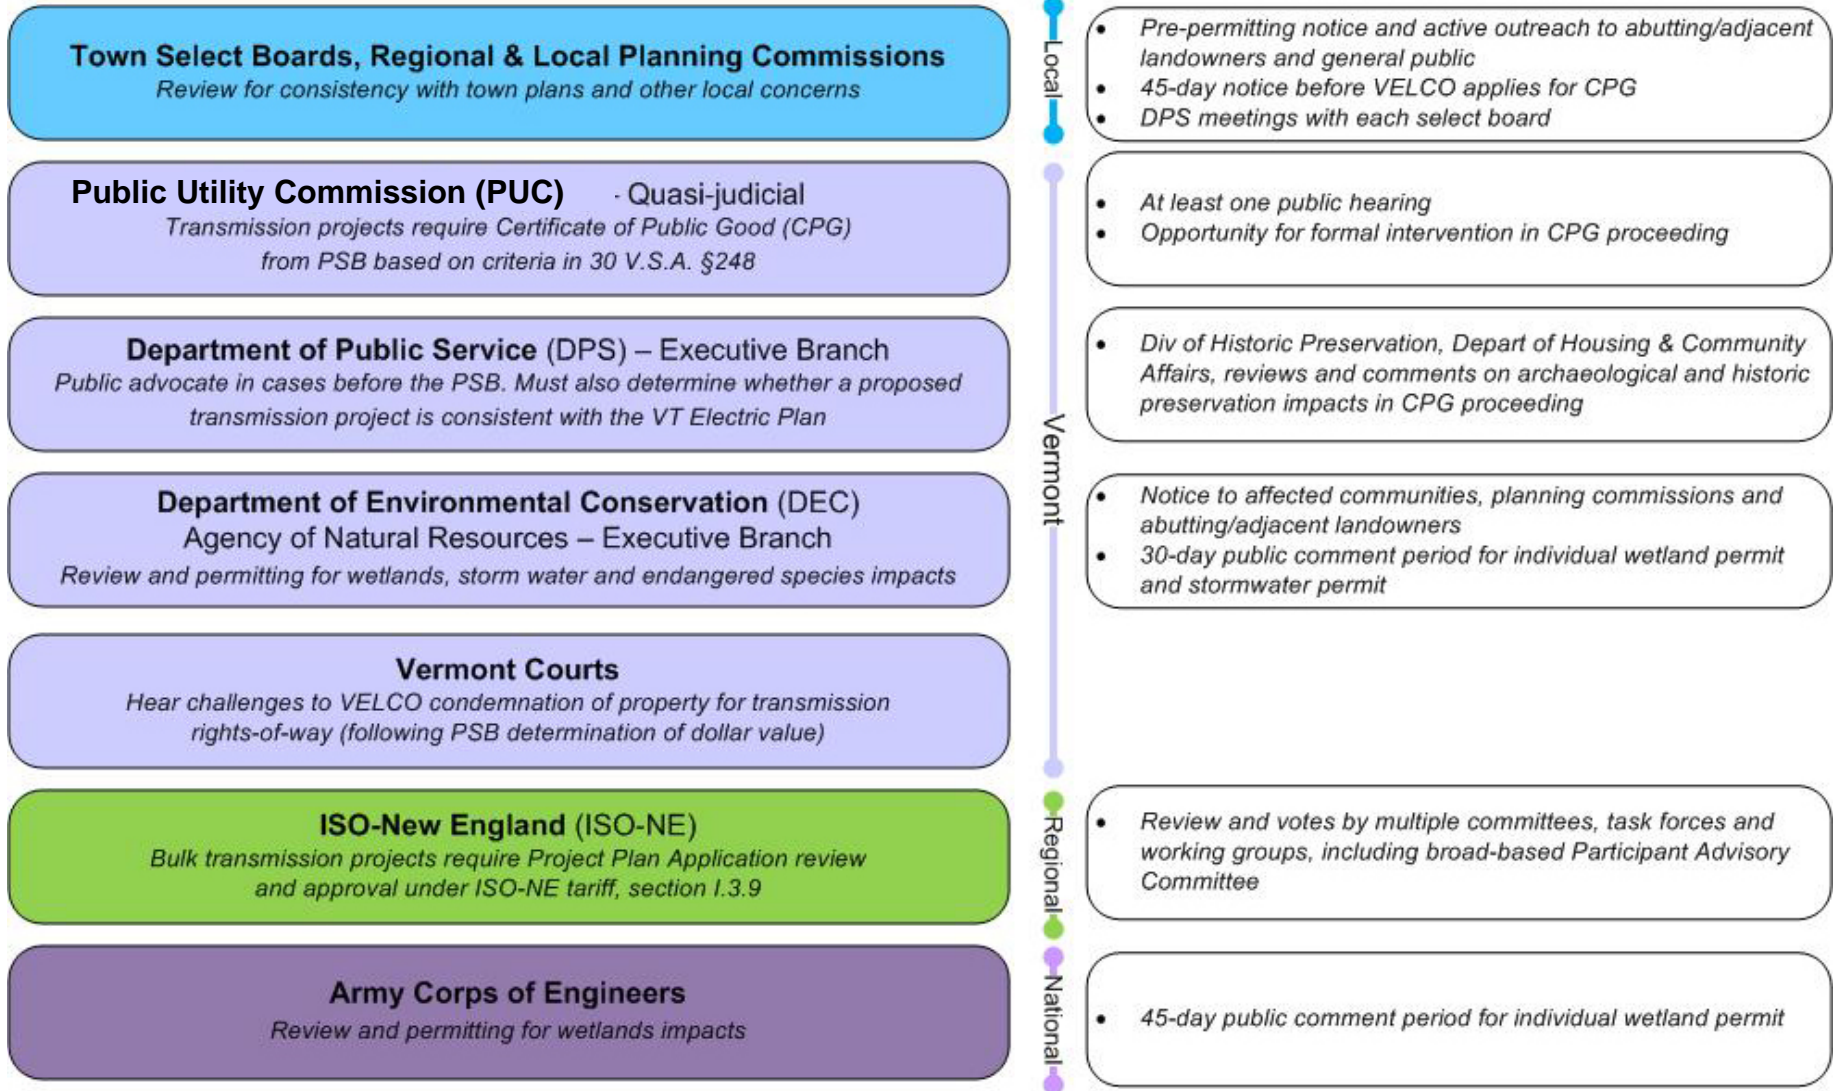 Town Select Boards, Regional & Local Planning Commissions
Review for consistency with town plans and other local concerns
Local
• Pre-permitting notice and active outreach to abutting/adjacent
landowners and general public
• 45-day notice before VELCO applies for CPG
• DPS meetings with each select board
Public Utility Commission (PUC) - Quasi-judicial
Transmission projects require Certificate of Public Good (CPG)
from PSB based on criteria in 30 V.S.A. §248
• At least one public hearing
• Opportunity for formal intervention in CPG proceeding
Department of Public Service (DPS) – Executive Branch
Public advocate in cases before the PSB. Must also determine whether a proposed
transmission project is consistent with the VT Electric Plan
• Div of Historic Preservation, Depart of Housing & Community
Affairs, reviews and comments on archaeological and historic
preservation impacts in CPG proceeding
Vermont
Department of Environmental Conservation (DEC)
Agency of Natural Resources – Executive Branch
Review and permitting for wetlands, storm water and endangered species impacts
• Notice to affected communities, planning commissions and
abutting/adjacent landowners
• 30-day public comment period for individual wetland permit
and stormwater permit
Vermont Courts
Hear challenges to VELCO condemnation of property for transmission
rights-of-way (following PSB determination of dollar value)
ISO-New England (ISO-NE)
Bulk transmission projects require Project Plan Application review
and approval under ISO-NE tariff, section I.3.9
Regional
• Review and votes by multiple committees, task forces and
working groups, including broad-based Participant Advisory
Committee
Army Corps of Engineers
Review and permitting for wetlands impacts
National
• 45-day public comment period for individual wetland permit